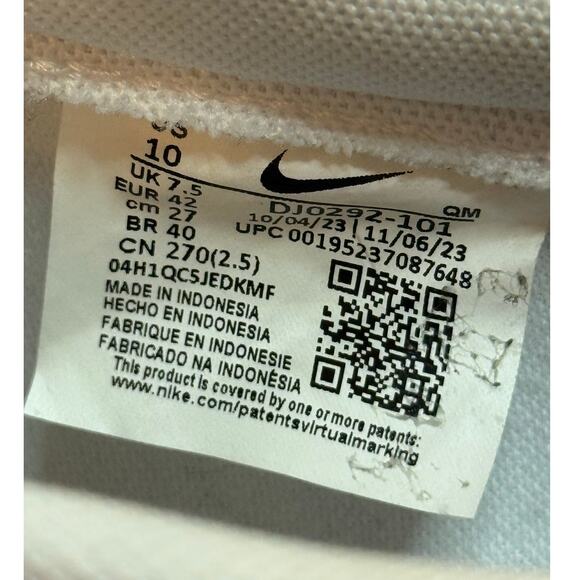 US
10
UK 7.5
EUR 42
cm 27
BR 40
CN 270(2.5)
DJ0292-101 QM
10/04/23 | 11/06/23
UPC 00195237087648
04H1QC5JEDKMF
MADE IN INDONESIA
HECHO EN INDONESIA
FABRIQUE EN INDONESIE
FABRICADO NA INDONÉSIA
This product is covered by one or more patents:
www.nike.com/patentsvirtualmarking